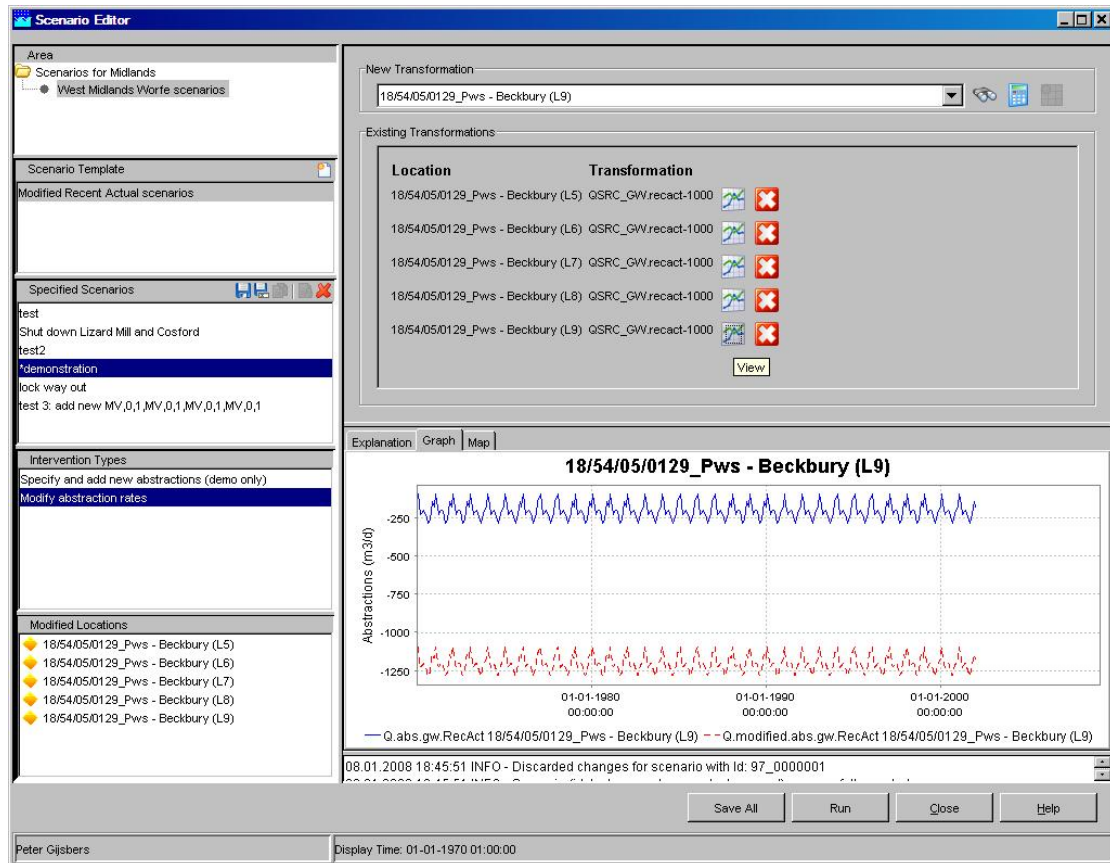 Scenario Editor
Area
Scenarios for Midlands
West Midlands Worfe scenarios
Scenario Template
Modified Recent Actual scenarios
Specified Scenarios
test
Shut down Lizard Mill and Cosford
test2
*demonstration
lock way out
test 3: add new MV,0,1,MV,0,1,MV,0,1,MV,0,1
Intervention Types
Specify and add new abstractions (demo only)
Modify abstraction rates
Modified Locations
18/54/05/0129_Pws - Beckbury (L5)
18/54/05/0129_Pws - Beckbury (L6)
18/54/05/0129_Pws - Beckbury (L7)
18/54/05/0129_Pws - Beckbury (L8)
18/54/05/0129_Pws - Beckbury (L9)
New Transformation
18/54/05/0129_Pws - Beckbury (L9)
Existing Transformations
Location Transformation
18/54/05/0129_Pws - Beckbury (L5) QSRC_GW.recact-1000
18/54/05/0129_Pws - Beckbury (L6) QSRC_GW.recact-1000
18/54/05/0129_Pws - Beckbury (L7) QSRC_GW.recact-1000
18/54/05/0129_Pws - Beckbury (L8) QSRC_GW.recact-1000
18/54/05/0129_Pws - Beckbury (L9) QSRC_GW.recact-1000
View
Explanation Graph Map
18/54/05/0129_Pws - Beckbury (L9)
Abstractions (m3/d)
-250
-500
-750
-1000
-1250
01-01-1980 01-01-1990 01-01-2000
00:00:00 00:00:00 00:00:00
Q.abs.gw.RecAct 18/54/05/0129_Pws - Beckbury (L9) Q.modified.abs.gw.RecAct 18/54/05/0129_Pws - Beckbury (L9)
08.01.2008 18:45:51 INFO - Discarded changes for scenario with Id: 97_0000001
Save All Run Close Help
Peter Gijsbers Display Time: 01-01-1970 01:00:00